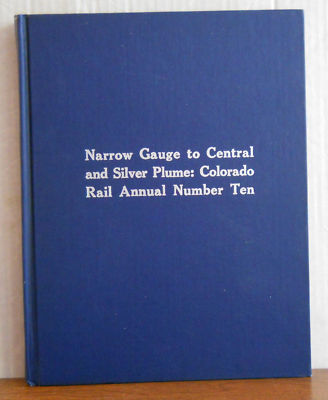 Narrow Gauge to Central
and Silver Plume: Colorado
Rail Annual Number Ten